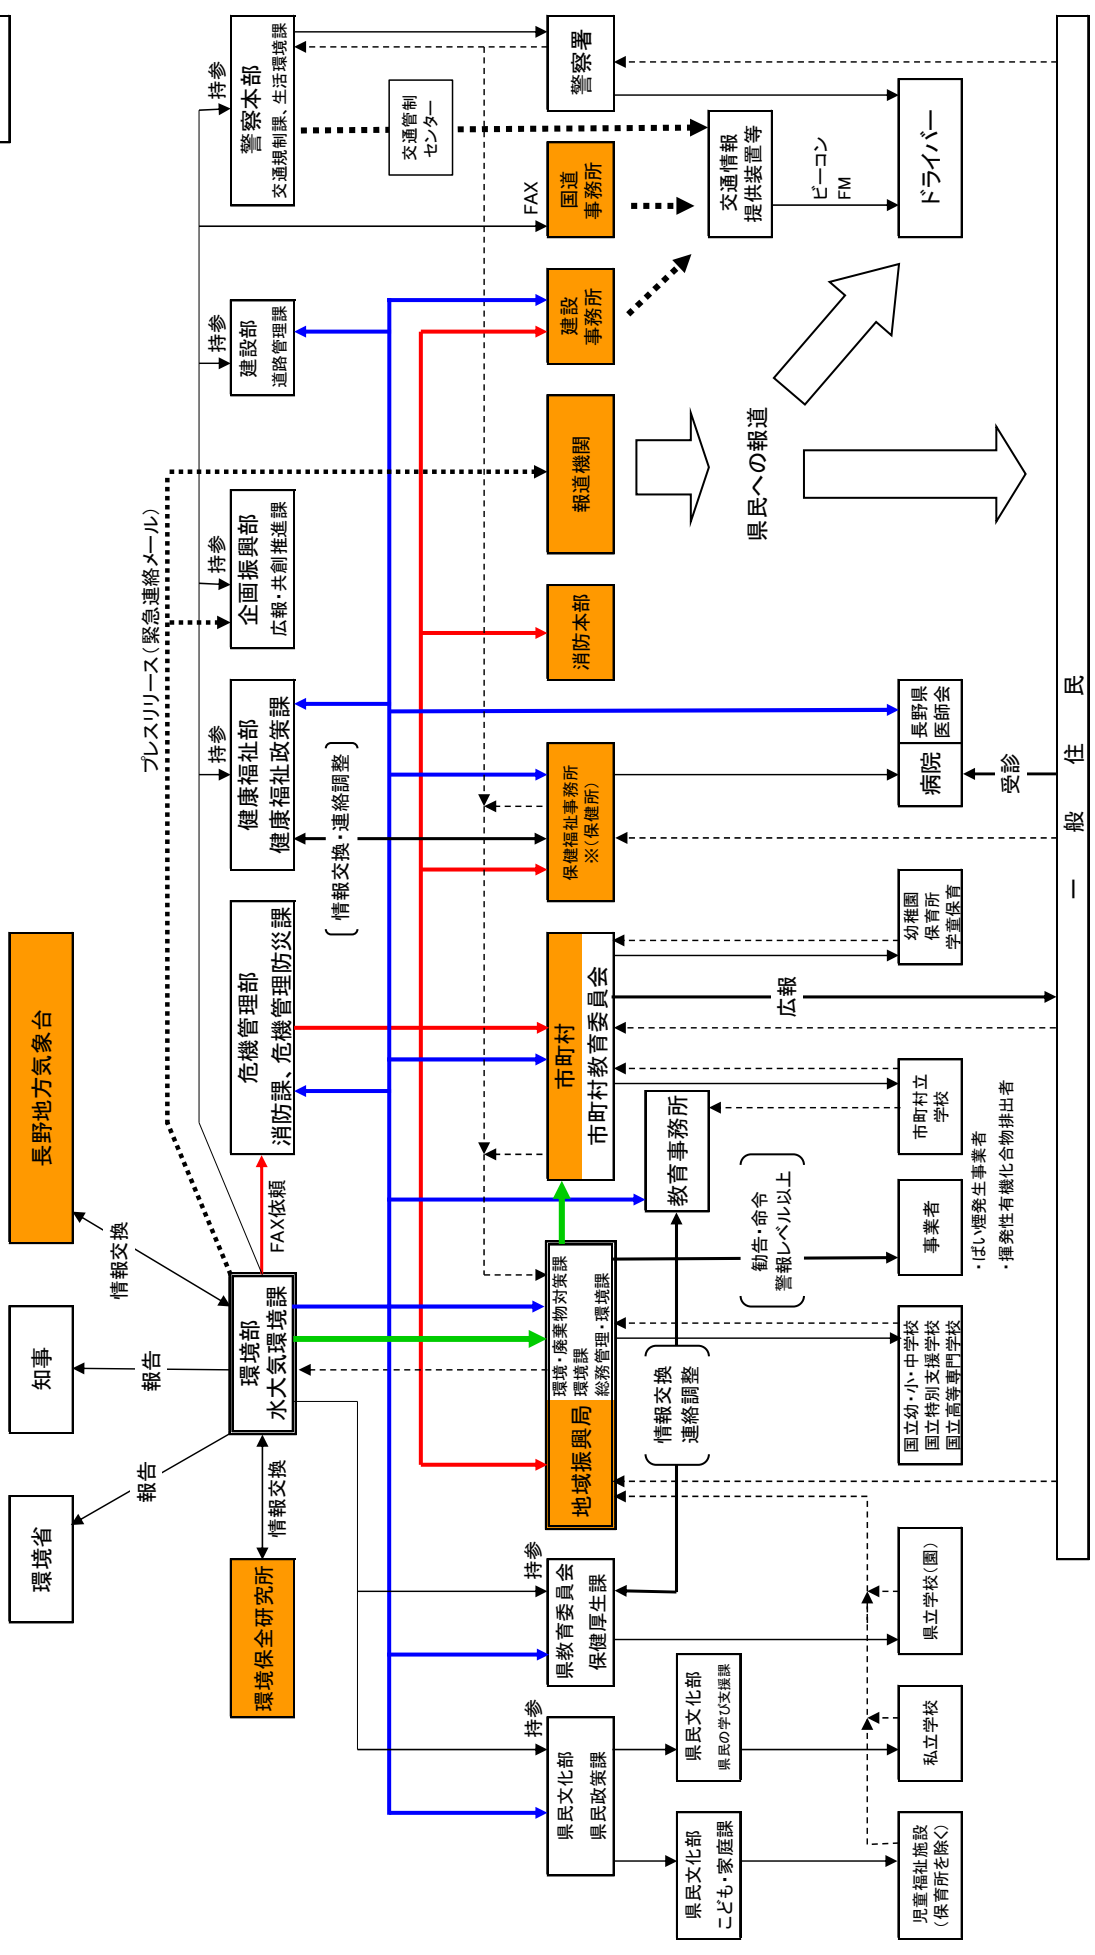 環境省
知事
長野地方気象台
報告
報告
情報交換
プレスリリース（緊急連絡メール）
環境保全研究所
情報交換
環境部
水大気環境課
FAX依頼
危機管理部
消防課、危機管理防災課
持参
健康福祉部
健康福祉政策課
持参
企画振興部
広報・共創推進課
持参
建設部
道路管理課
持参
警察本部
交通規制課、生活環境課
情報交換・連絡調整
交通管制
センター
持参
県民文化部
県民政策課
持参
県教育委員会
保健厚生課
地域振興局
環境・廃棄物対策課
環境課
総務管理・環境課
市町村
市町村教育委員会
保健福祉事務所
※（保健所）
消防本部
報道機関
建設
事務所
FAX
国道
事務所
警察署
県民文化部
こども・家庭課
県民文化部
県民の学び支援課
情報交換
連絡調整
教育事務所
勧告・命令
警報レベル以上
広報
県民への報道
交通情報
提供装置等
ビーコン
FM
児童福祉施設
（保育所を除く）
私立学校
県立学校（園）
国立幼・小・中学校
国立特別支援学校
国立高等専門学校
事業者
・ばい煙発生事業者
・揮発性有機化合物排出者
市町村立
学校
幼稚園
保育所
学童保育
病院
長野県
医師会
受診
ドライバー
一般住民